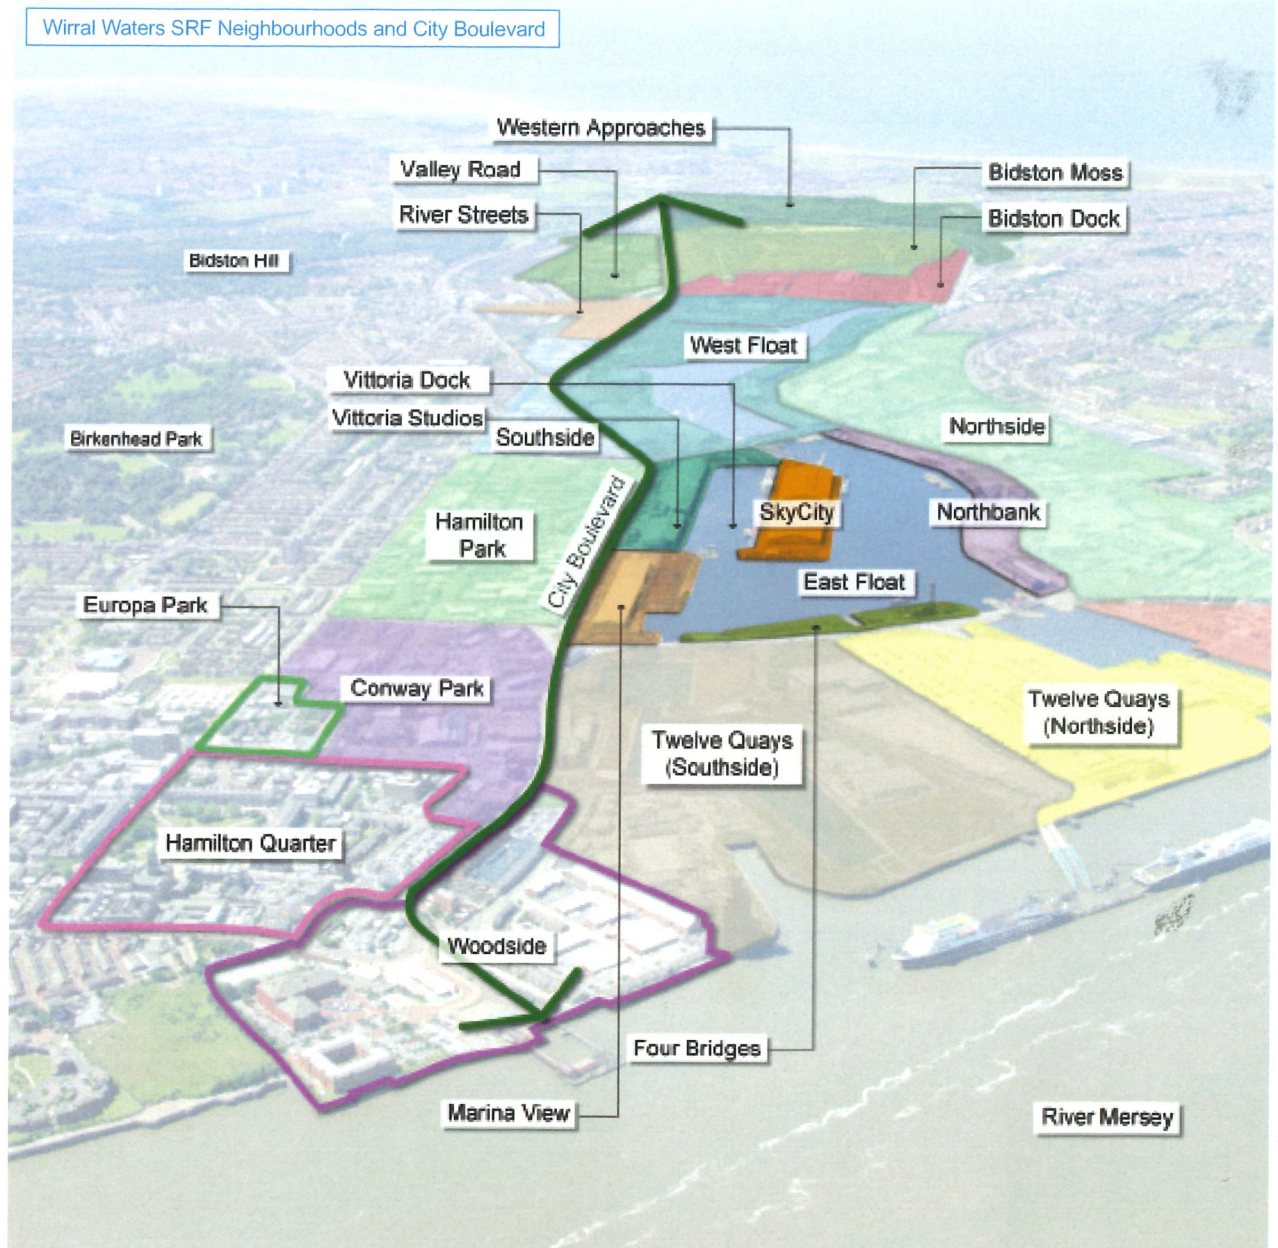 Wirral Waters SRF Neighbourhoods and City Boulevard
Western Approaches
Valley Road
Bidston Moss
River Streets
Bidston Dock
Bidston Hill
West Float
Vittoria Dock
Vittoria Studios
Southside
Northside
Birkenhead Park
City Boulevard
SkyCity
Northbank
Hamilton
Park
East Float
Europa Park
Conway Park
Twelve Quays
(Northside)
Twelve Quays
(Southside)
Hamilton Quarter
Woodside
Four Bridges
Marina View
River Mersey